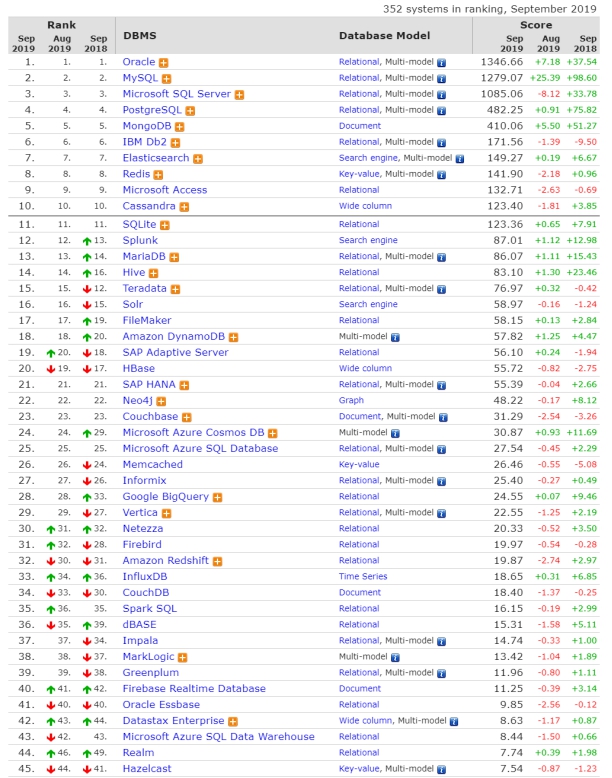 352 systems in ranking, September 2019
Rank DBMS Database Model Score
Sep 2019 Aug 2019 Sep 2018 Sep 2019 Aug 2019 Sep 2018
1. 1. 1. Oracle Relational, Multi-model 1346.66 +7.18 +37.54
2. 2. 2. MySQL Relational, Multi-model 1279.07 +25.39 +98.60
3. 3. 3. Microsoft SQL Server Relational, Multi-model 1085.06 -8.12 +33.78
4. 4. 4. PostgreSQL Relational, Multi-model 482.25 +0.91 +75.82
5. 5. 5. MongoDB Document 410.06 +5.50 +51.27
6. 6. 6. IBM Db2 Relational, Multi-model 171.56 -1.39 -9.50
7. 7. 7. Elasticsearch Search engine, Multi-model 149.27 +0.19 +6.67
8. 8. 8. Redis Key-value, Multi-model 141.90 -2.18 +0.96
9. 9. 9. Microsoft Access Relational 132.71 -2.63 -0.69
10. 10. 10. Cassandra Wide column 123.40 -1.81 +3.85
11. 11. 11. SQLite Relational 123.36 +0.65 +7.91
12. 12. 13. Splunk Search engine 87.01 +1.12 +12.98
13. 13. 14. MariaDB Relational, Multi-model 86.07 +1.11 +15.43
14. 14. 16. Hive Relational 83.10 +1.30 +23.46
15. 15. 12. Teradata Relational, Multi-model 76.97 +0.32 -0.42
16. 16. 15. Solr Search engine 58.97 -0.16 -1.24
17. 17. 19. FileMaker Relational 58.15 +0.13 +2.84
18. 18. 20. Amazon DynamoDB Multi-model 57.82 +1.25 +4.47
19. 20. 18. SAP Adaptive Server Relational 56.10 +0.24 -1.94
20. 19. 17. HBase Wide column 55.72 -0.82 -2.75
21. 21. 21. SAP HANA Relational, Multi-model 55.39 -0.04 +2.66
22. 22. 22. Neo4j Graph 48.22 -0.17 +8.12
23. 23. 23. Couchbase Document, Multi-model 31.29 -2.54 -3.26
24. 24. 29. Microsoft Azure Cosmos DB Multi-model 30.87 +0.93 +11.69
25. 25. 25. Microsoft Azure SQL Database Relational, Multi-model 27.54 -0.45 +2.29
26. 26. 24. Memcached Key-value 26.46 -0.55 -5.08
27. 27. 26. Informix Relational, Multi-model 25.40 -0.27 +0.49
28. 28. 33. Google BigQuery Relational 24.55 +0.07 +9.46
29. 29. 27. Vertica Relational, Multi-model 22.55 -1.25 +2.19
30. 31. 32. Netezza Relational 20.33 -0.52 +3.50
31. 32. 28. Firebird Relational 19.97 -0.54 -0.28
32. 30. 31. Amazon Redshift Relational 19.87 -2.74 +2.97
33. 34. 36. InfluxDB Time Series 18.65 +0.31 +6.85
34. 33. 30. CouchDB Document 18.40 -1.37 -0.25
35. 36. 35. Spark SQL Relational 16.15 -0.19 +2.99
36. 35. 39. dBASE Relational 15.31 -1.58 +5.11
37. 37. 34. Impala Relational, Multi-model 14.74 -0.33 +1.00
38. 38. 37. MarkLogic Multi-model 13.42 -1.04 +1.89
39. 39. 38. Greenplum Relational, Multi-model 11.96 -0.80 +1.11
40. 41. 42. Firebase Realtime Database Document 11.25 -0.39 +3.14
41. 40. 40. Oracle Essbase Relational 9.85 -2.56 -0.12
42. 43. 44. Datastax Enterprise Wide column, Multi-model 8.63 -1.17 +0.87
43. 42. 43. Microsoft Azure SQL Data Warehouse Relational 8.44 -1.50 +0.66
44. 46. 49. Realm Relational 7.74 +0.39 +1.98
45. 44. 41. Hazelcast Key-value, Multi-model 7.54 -0.87 -1.23